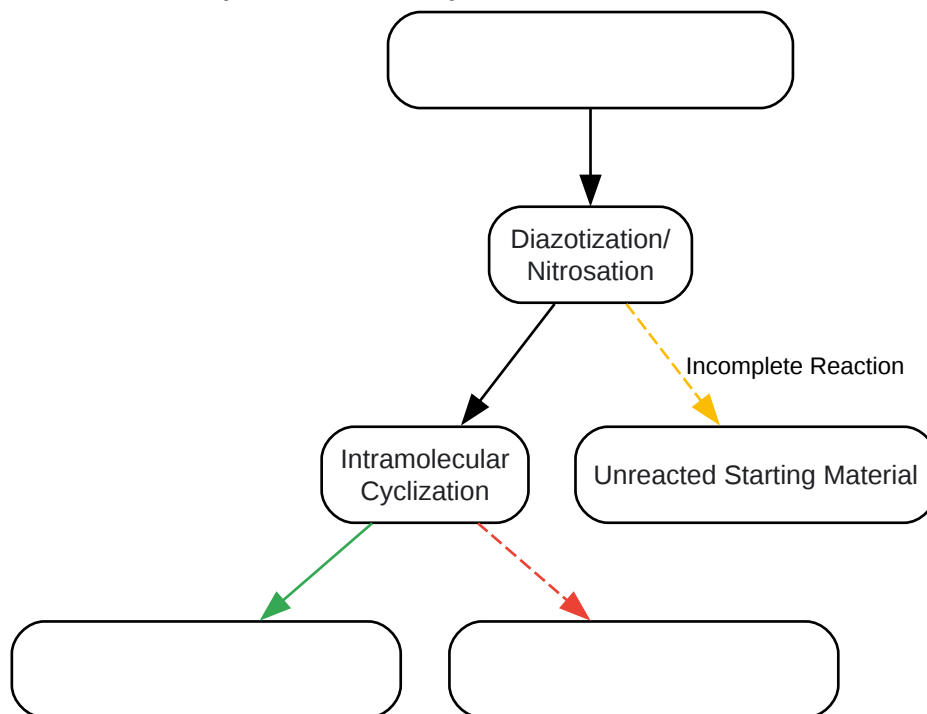 Diazotization/
Nitrosation
Incomplete Reaction
Intramolecular
Cyclization
Unreacted Starting Material